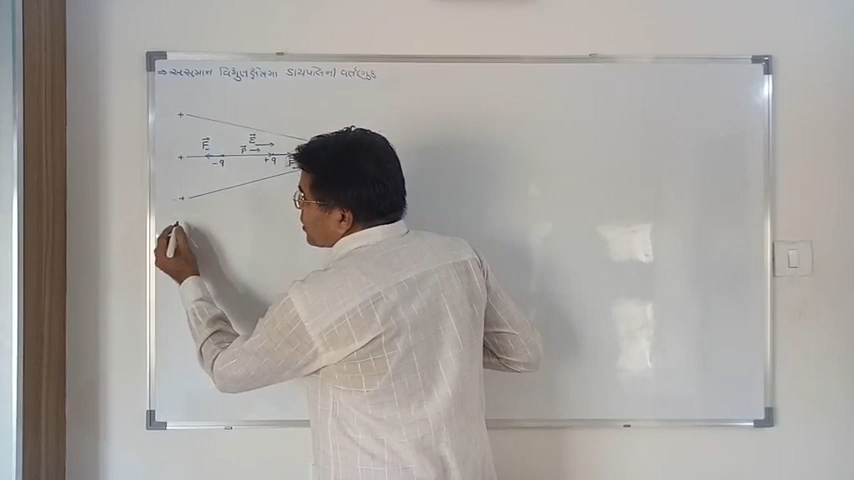 ⇒ અસમાન વિદ્યુતક્ષેત્રમાં ડાયપોલની વર્તણુક
+
F⃗ E⃗
+ -q P⃗ → +q F⃗
+